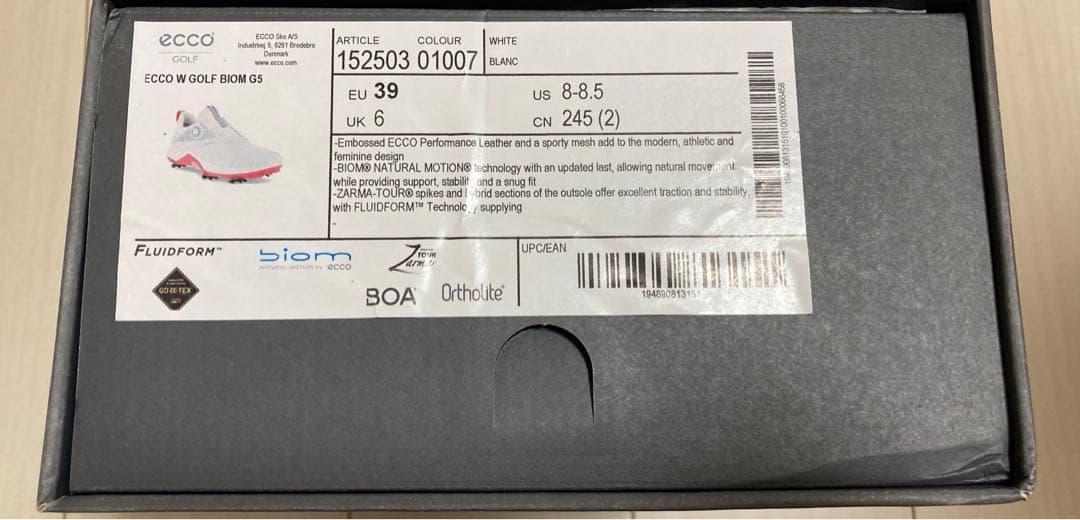 ecco
GOLF
ECCO Sko A/S
Industrivej 5, 6261 Bredebro
Denmark
www.ecco.com
ECCO W GOLF BIOM G5
ARTICLE COLOUR
152503 01007
WHITE
BLANC
EU 39
US 8-8.5
UK 6
CN 245 (2)
-Embossed ECCO Performance Leather and a sporty mesh add to the modern, athletic and
feminine design
-BIOM® NATURAL MOTION® technology with an updated last, allowing natural movement
while providing support, stability and a snug fit
-ZARMA-TOUR® spikes and hybrid sections of the outsole offer excellent traction and stability.
with FLUIDFORM™ Technology supplying
-
FLUIDFORM™
biom
NATURAL MOTION BY ecco
TOUR
Zarma
GORE-TEX
BOA
Ortholite®
UPC/EAN